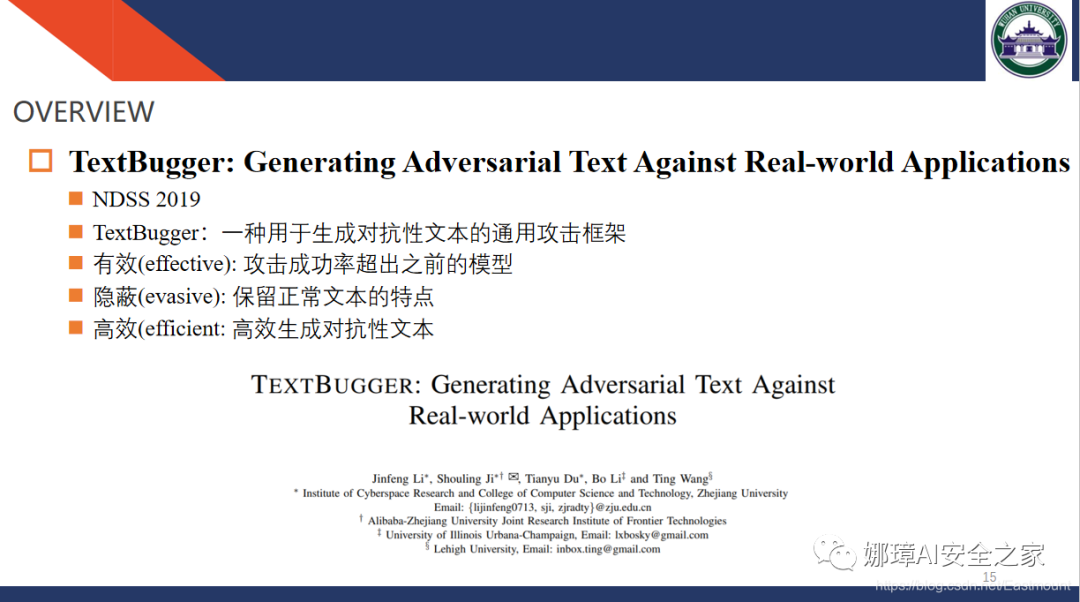 WUHAN UNIVERSITY
OVERVIEW
TextBugger: Generating Adversarial Text Against Real-world Applications
NDSS 2019
TextBugger：一种用于生成对抗性文本的通用攻击框架
有效(effective): 攻击成功率超出之前的模型
隐蔽(evasive): 保留正常文本的特点
高效(efficient: 高效生成对抗性文本
TEXTBUGGER: Generating Adversarial Text Against
Real-world Applications
Jinfeng Li*, Shouling Ji*† ✉, Tianyu Du*, Bo Li‡ and Ting Wang§
* Institute of Cyberspace Research and College of Computer Science and Technology, Zhejiang University
Email: {lijinfeng0713, sji, zjradty}@zju.edu.cn
† Alibaba-Zhejiang University Joint Research Institute of Frontier Technologies
‡ University of Illinois Urbana-Champaign, Email: lxbosky@gmail.com
§ Lehigh University, Email: inbox.ting@gmail.com
娜璋AI安全之家
15
https://blog.csdn.net/Eastmount